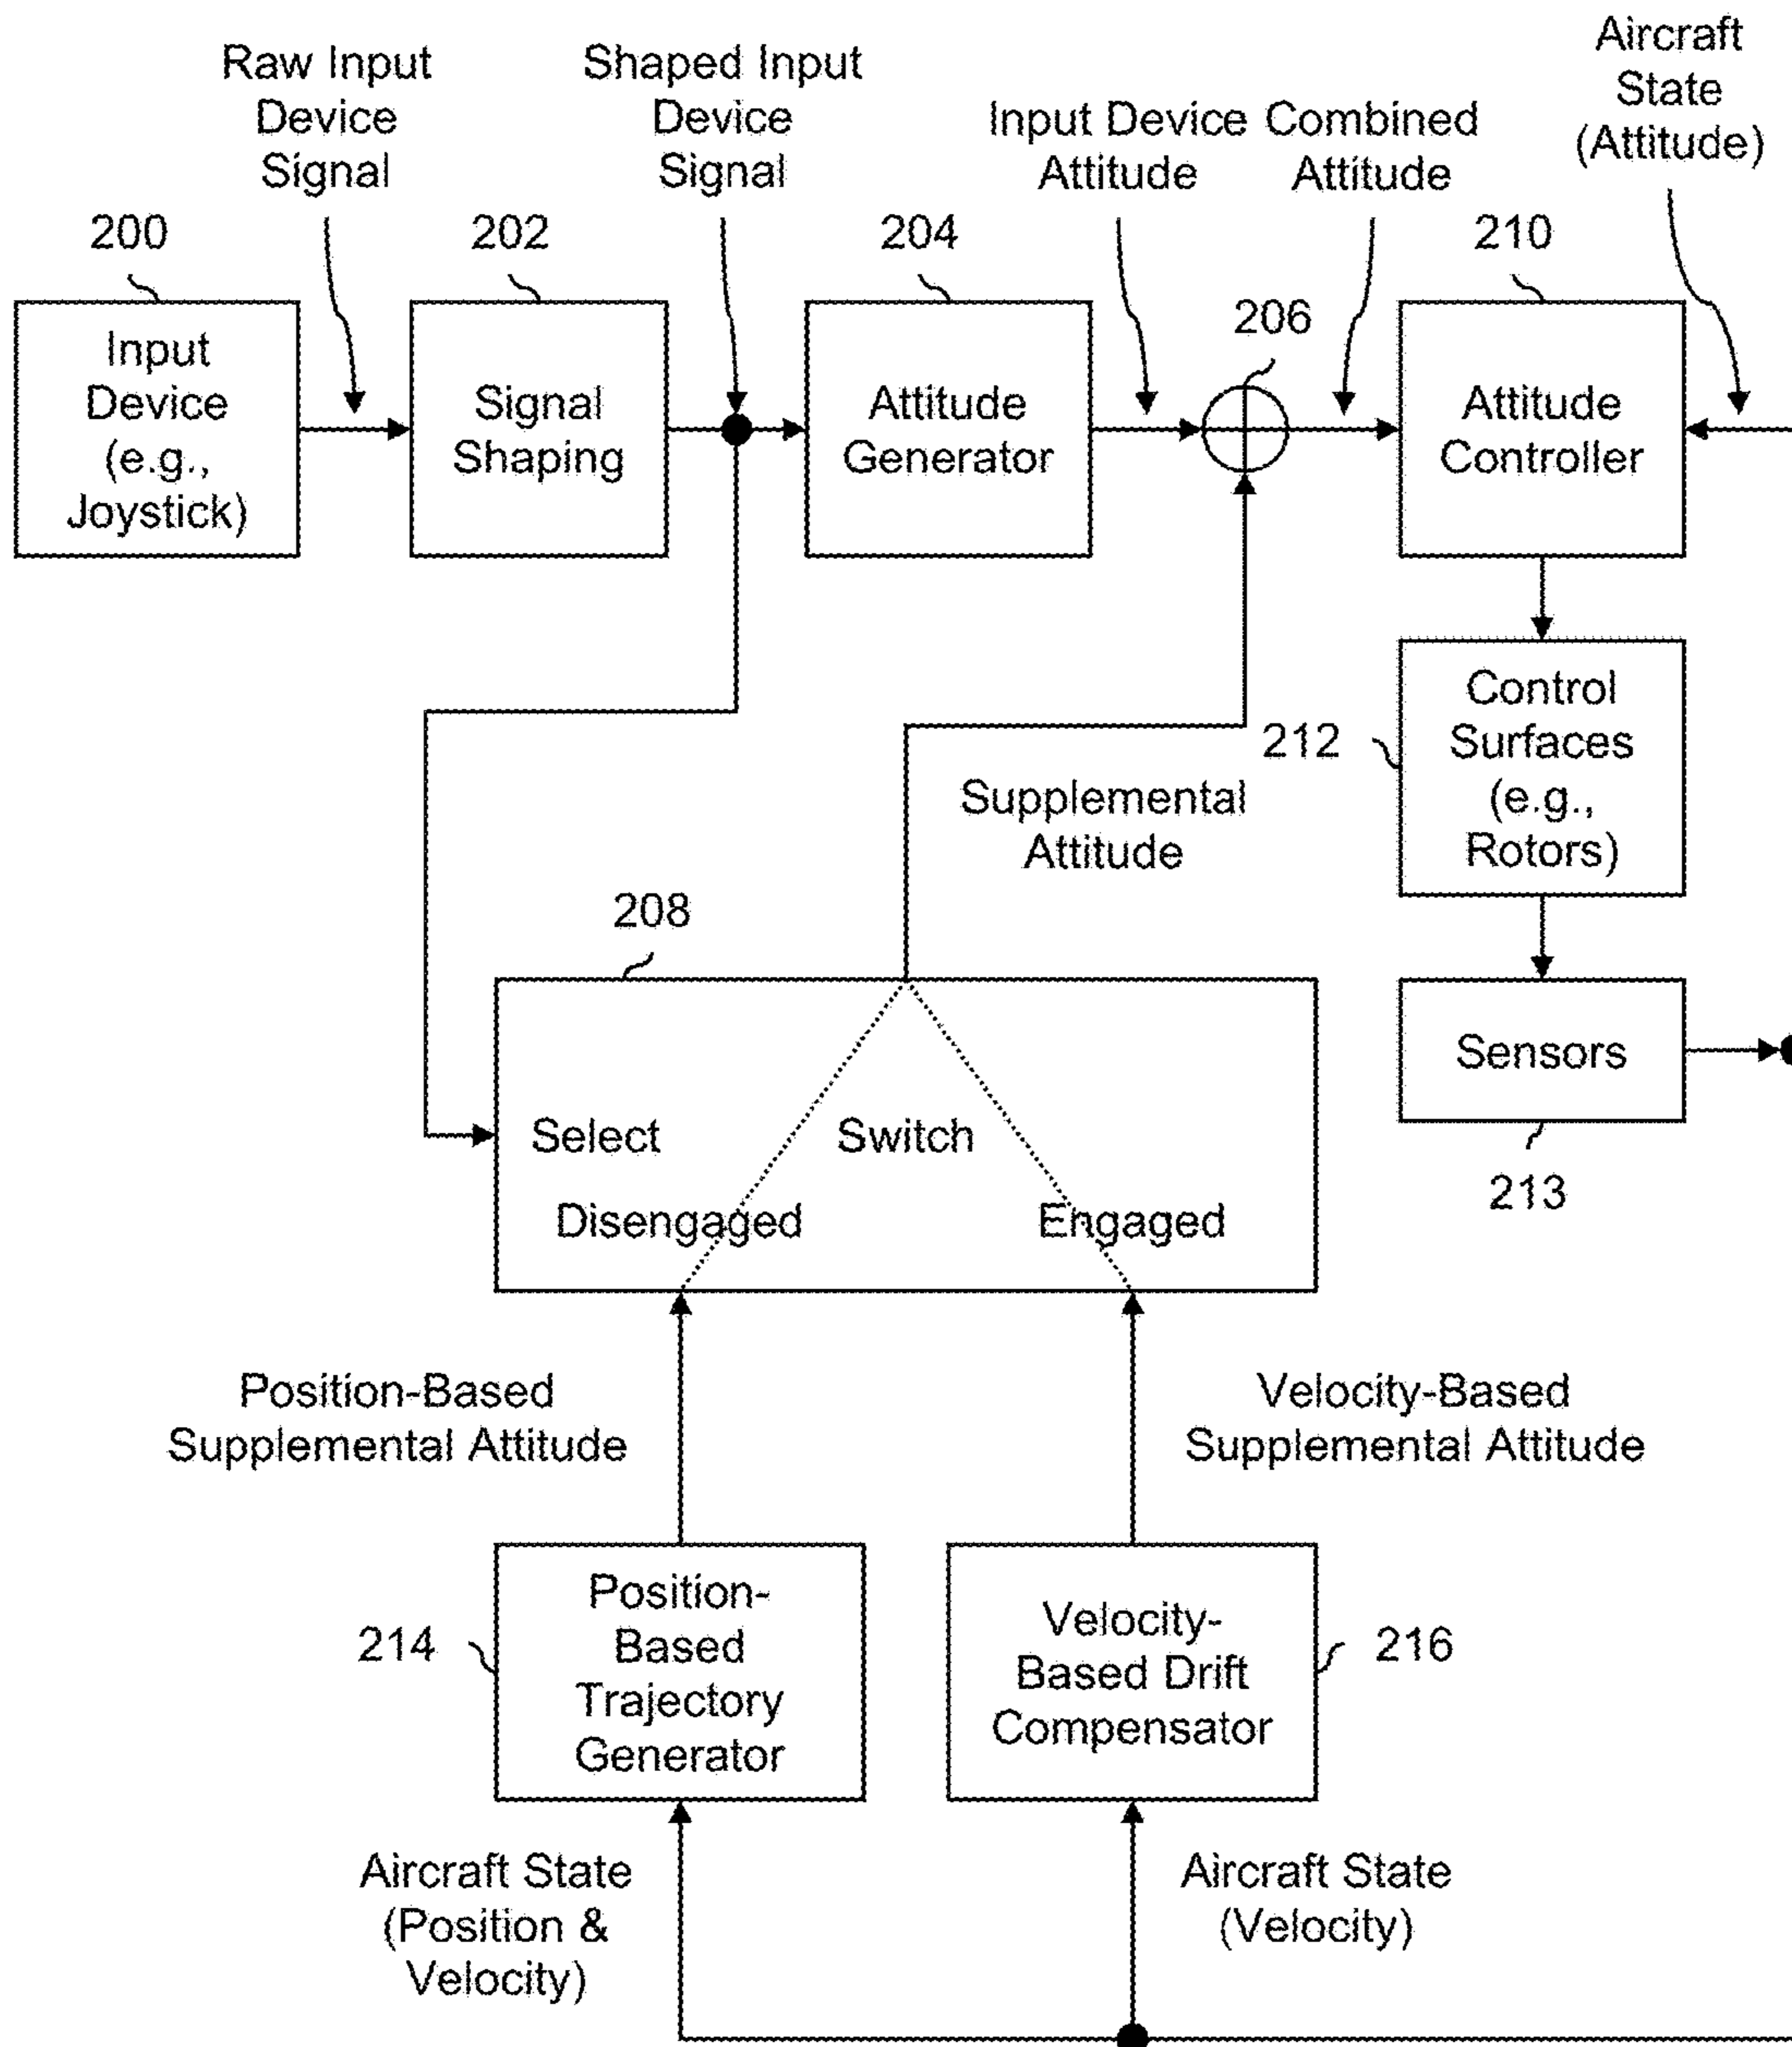 Raw Input
Device
Signal
Shaped Input
Device
Signal
Input Device
Attitude
Combined
Attitude
Aircraft
State
(Attitude)
200
202
204
206
210
Input
Device
(e.g.,
Joystick)
Signal
Shaping
Attitude
Generator
Attitude
Controller
212
Control
Surfaces
(e.g.,
Rotors)
Supplemental
Attitude
208
Sensors
213
Select
Switch
Disengaged
Engaged
Position-Based
Supplemental Attitude
Velocity-Based
Supplemental Attitude
214
Position-
Based
Trajectory
Generator
Velocity-
Based Drift
Compensator
216
Aircraft State
(Position &
Velocity)
Aircraft State
(Velocity)